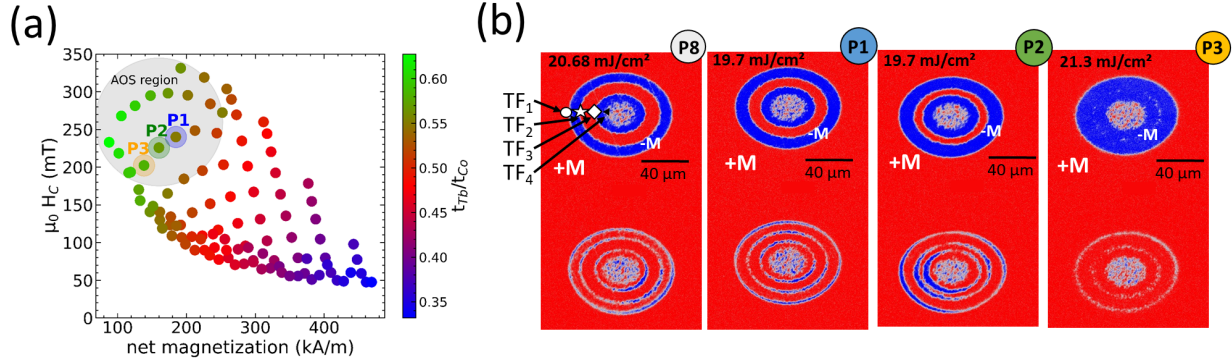 (a)
350
300
250
200
150
100
50
0
μ₀ H_C (mT)
100 200 300 400
net magnetization (kA/m)
AOS region
P1
P2
P3
0.60
0.55
0.50
0.45
0.40
0.35
t_Tb/t_Co
(b)
P8
20.68 mJ/cm²
TF₁
TF₂
TF₃
TF₄
-M
+M
40 μm
P1
19.7 mJ/cm²
-M
+M
40 μm
P2
19.7 mJ/cm²
-M
+M
40 μm
P3
21.3 mJ/cm²
-M
+M
40 μm